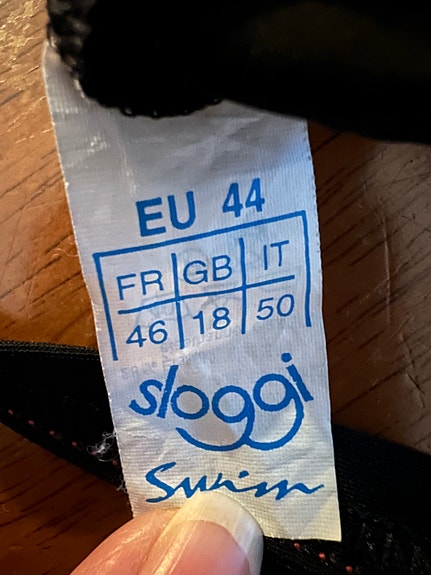 EU 44
FR GB IT
46 18 50
sloggi
Swim